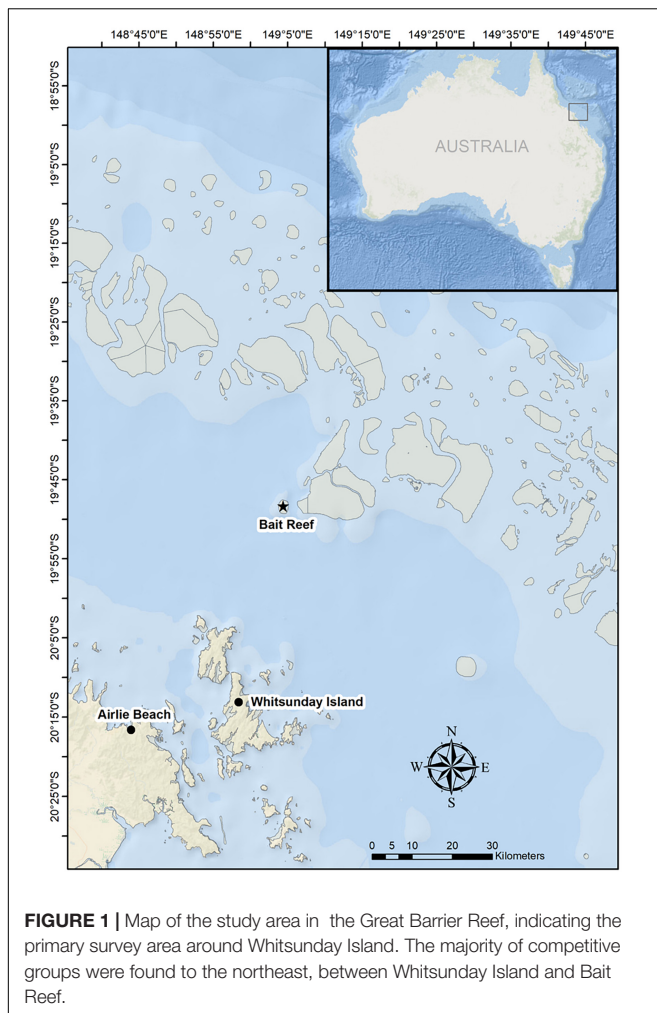 148°45'0"E 148°55'0"E 149°5'0"E 149°15'0"E 149°25'0"E 149°35'0"E 149°45'0"E
18°55'0"S
19°5'0"S
19°15'0"S
19°25'0"S
19°35'0"S
19°45'0"S
19°55'0"S
20°5'0"S
20°15'0"S
20°25'0"S
AUSTRALIA
Bait Reef
Whitsunday Island
Airlie Beach
N
W E
S
0 5 10 20 30
Kilometers
FIGURE 1 | Map of the study area in the Great Barrier Reef, indicating the
primary survey area around Whitsunday Island. The majority of competitive
groups were found to the northeast, between Whitsunday Island and Bait
Reef.